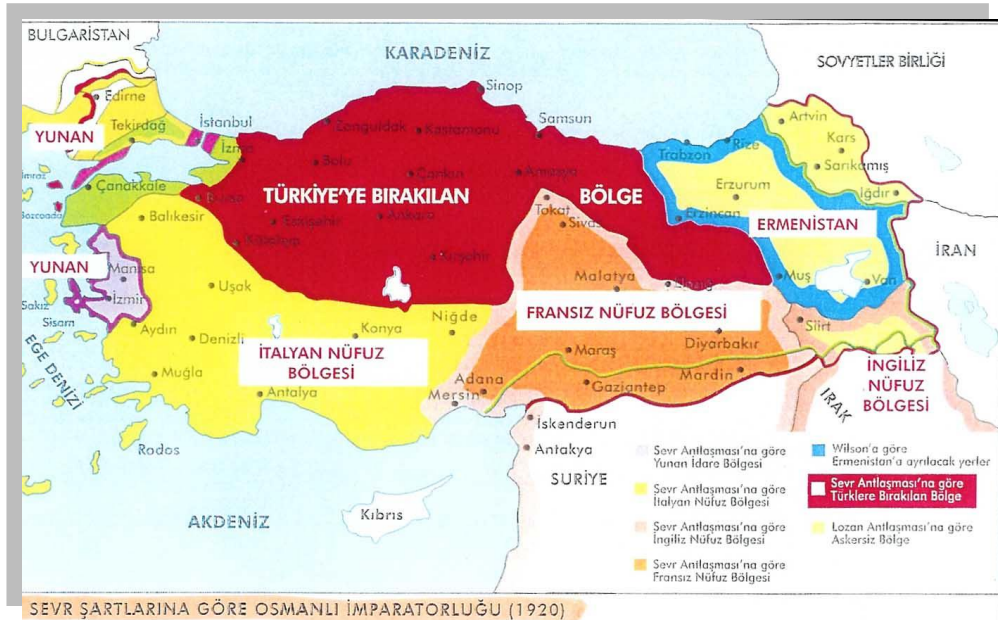 BULGARİSTAN
KARADENİZ
SOVYETLER BİRLİĞİ
Edirne
Sinop
YUNAN
Tekirdağ
İstanbul
Zonguldak
Kastamonu
Samsun
Artvin
Kars
Sarıkamış
Trabzon
Rize
Iğdır
Bolu
Çankırı
Amasya
Çanakkale
Bozcaada
Bursa
TÜRKİYE'YE BIRAKILAN
BÖLGE
Erzurum
Erzincan
ERMENİSTAN
Tokat
Sivas
Balıkesir
Eskişehir
Ankara
Kırşehir
İRAN
YUNAN
Manisa
İzmir
Uşak
Malatya
Elazığ
Muş
Van
Sakız
Sisam
Aydın
Denizli
Konya
Niğde
FRANSIZ NÜFUZ BÖLGESİ
Siirt
Diyarbakır
EGE DENİZİ
İTALYAN NÜFUZ
BÖLGESİ
Maraş
Mardin
Muğla
Antalya
Adana
Mersin
Gaziantep
İNGİLİZ
NÜFUZ
BÖLGESİ
IRAK
Rodos
İskenderun
Antakya
SURİYE
AKDENİZ
Kıbrıs
Sevr Antlaşması'na göre
Yunan İdare Bölgesi
Sevr Antlaşması'na göre
İtalyan Nüfuz Bölgesi
Sevr Antlaşması'na göre
İngiliz Nüfuz Bölgesi
Sevr Antlaşması'na göre
Fransız Nüfuz Bölgesi
Wilson'a göre
Ermenistan'a ayrılacak yerler
Sevr Antlaşması'na göre
Türklere Bırakılan Bölge
Lozan Antlaşması'na göre
Askersiz Bölge
SEVR ŞARTLARINA GÖRE OSMANLI İMPARATORLUĞU (1920)